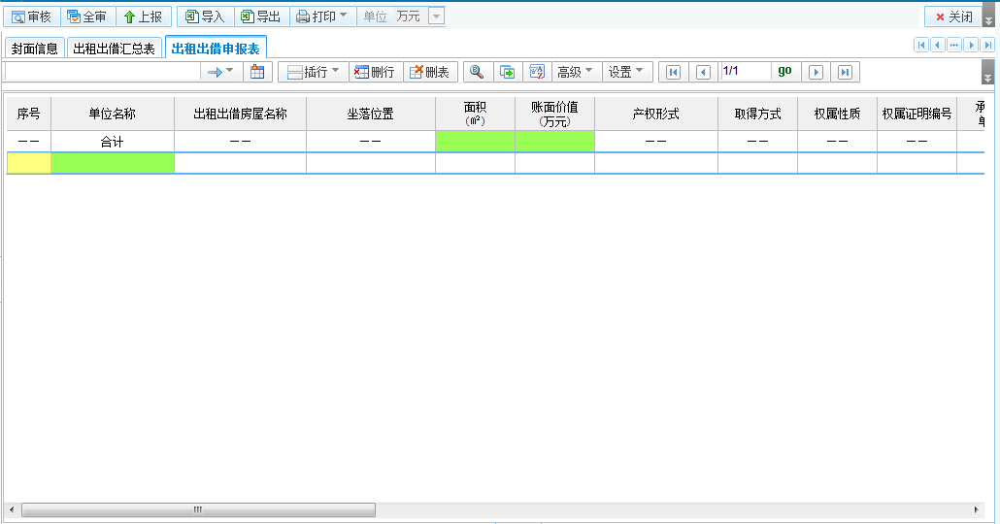 审核 全审 上报 导入 导出 打印 单位 万元 关闭
封面信息 出租出借汇总表 出租出借申报表
插行 删行 删表 高级 设置 1/1 go
序号 单位名称 出租出借房屋名称 坐落位置 面积 账面价值 产权形式 取得方式 权属性质 权属证明编号
(㎡) (万元)
—— 合计 —— —— —— —— —— ——